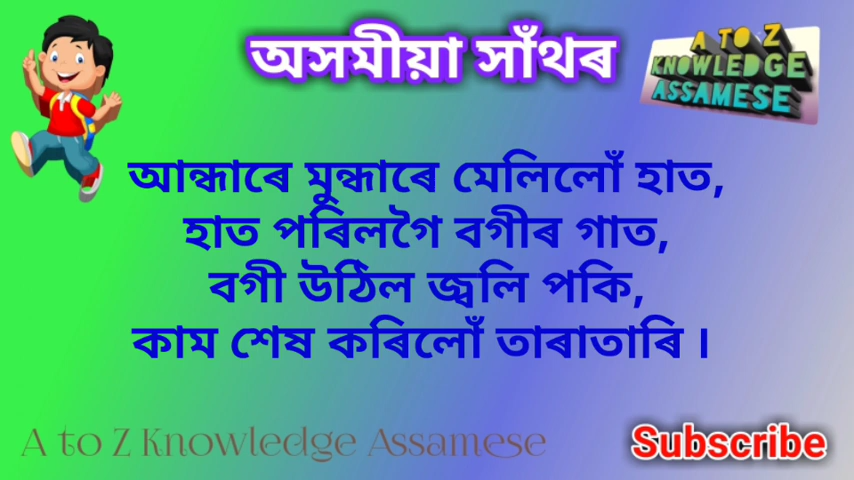 অসমীয়া সাঁথৰ
A TO Z
KNOWLEDGE
ASSAMESE
আন্ধাৰে মুন্ধাৰে মেলিলোঁ হাত,
হাত পৰিলগৈ বগীৰ গাত,
বগী উঠিল জ্বলি পকি,
কাম শেষ কৰিলোঁ তাৰাতাৰি ।
A to Z Knowledge Assamese
Subscribe